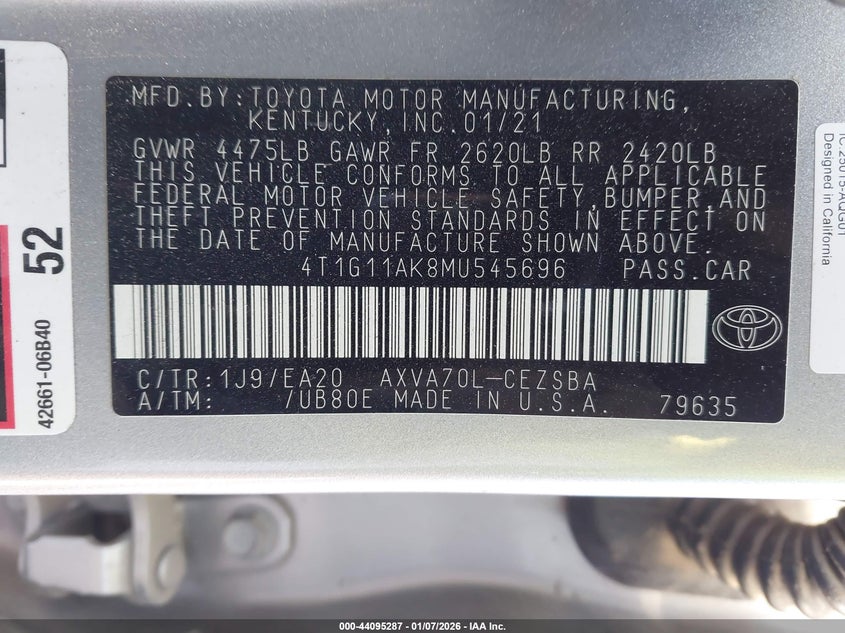 MFD.BY:TOYOTA MOTOR MANUFACTURING,
KENTUCKY,INC.01/21
GVWR 4475LB GAWR FR 2620LB RR 2420LB
THIS VEHICLE CONFORMS TO ALL APPLICABLE
FEDERAL MOTOR VEHICLE SAFETY,BUMPER,AND
THEFT PREVENTION STANDARDS IN EFFECT ON
THE DATE OF MANUFACTURE SHOWN ABOVE.
4T1G11AK8MU545696 PASS.CAR
C/TR:1J9/EA20 AXVA70L-CEZSBA
A/TM: /UB80E MADE IN U.S.A. 79635
52
42661-06B40
Designed in California
000-44095287 - 01/07/2026 - IAA Inc.